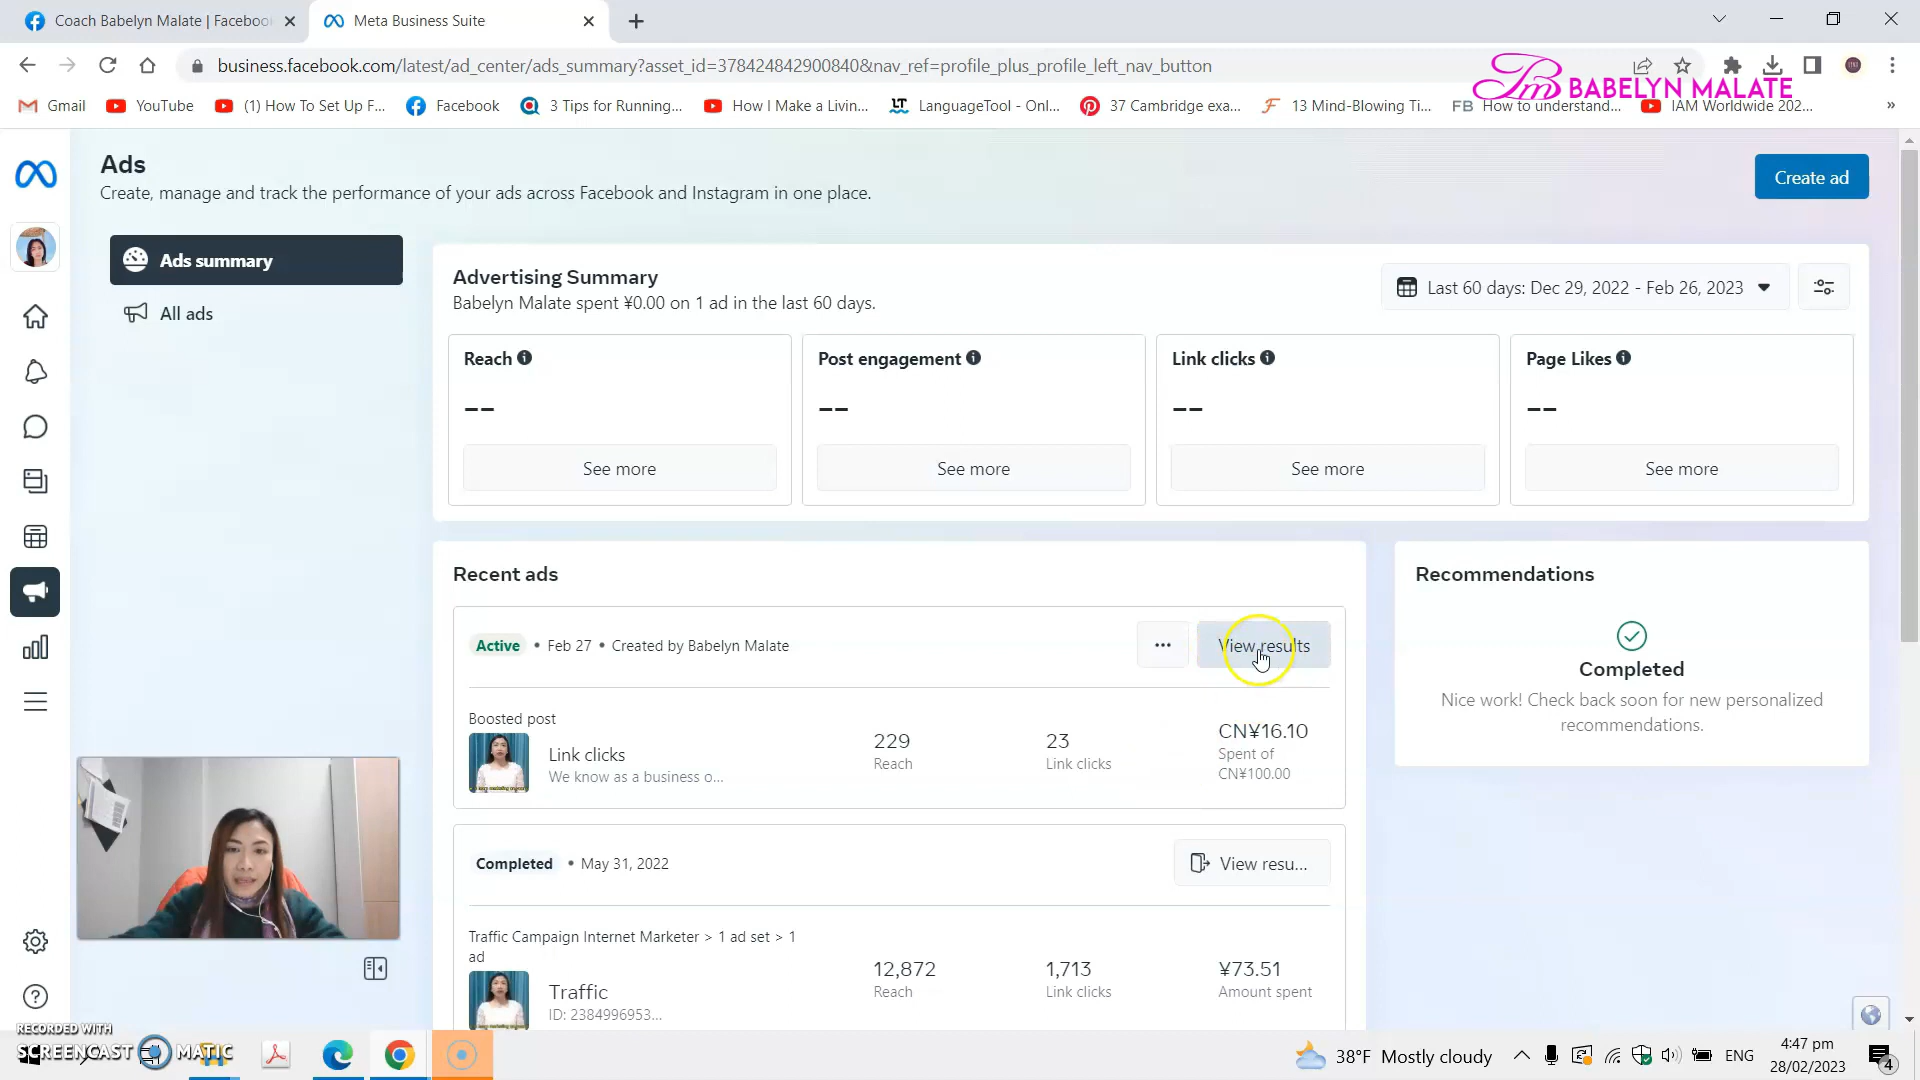 Coach Babelyn Malate | Faceboo
Meta Business Suite
business.facebook.com/latest/ad_center/ads_summary?asset_id=378424842900840&nav_ref=profile_plus_profile_left_nav_button
BABELYN MALATE
Gmail
YouTube
(1) How To Set Up F...
Facebook
3 Tips for Running...
How I Make a Livin...
LanguageTool - Onl...
37 Cambridge exa...
13 Mind-Blowing Ti...
FB How to understand...
IAM Worldwide 202...
»
Ads
Create, manage and track the performance of your ads across Facebook and Instagram in one place.
Create ad
Ads summary
All ads
Advertising Summary
Babelyn Malate spent ¥0.00 on 1 ad in the last 60 days.
Last 60 days: Dec 29, 2022 - Feb 26, 2023
Reach
Post engagement
Link clicks
Page Likes
--
--
--
--
See more
See more
See more
See more
Recent ads
Active • Feb 27 • Created by Babelyn Malate
...
View results
Boosted post
Link clicks
We know as a business o...
229
Reach
23
Link clicks
CN¥16.10
Spent of
CN¥100.00
Completed • May 31, 2022
View resu...
Traffic Campaign Internet Marketer > 1 ad set > 1
ad
Traffic
ID: 2384996953...
12,872
Reach
1,713
Link clicks
¥73.51
Amount spent
Recommendations
Completed
Nice work! Check back soon for new personalized
recommendations.
RECORDED WITH
SCREENCAST MATIC
38°F Mostly cloudy
ENG
4:47 pm
28/02/2023
4